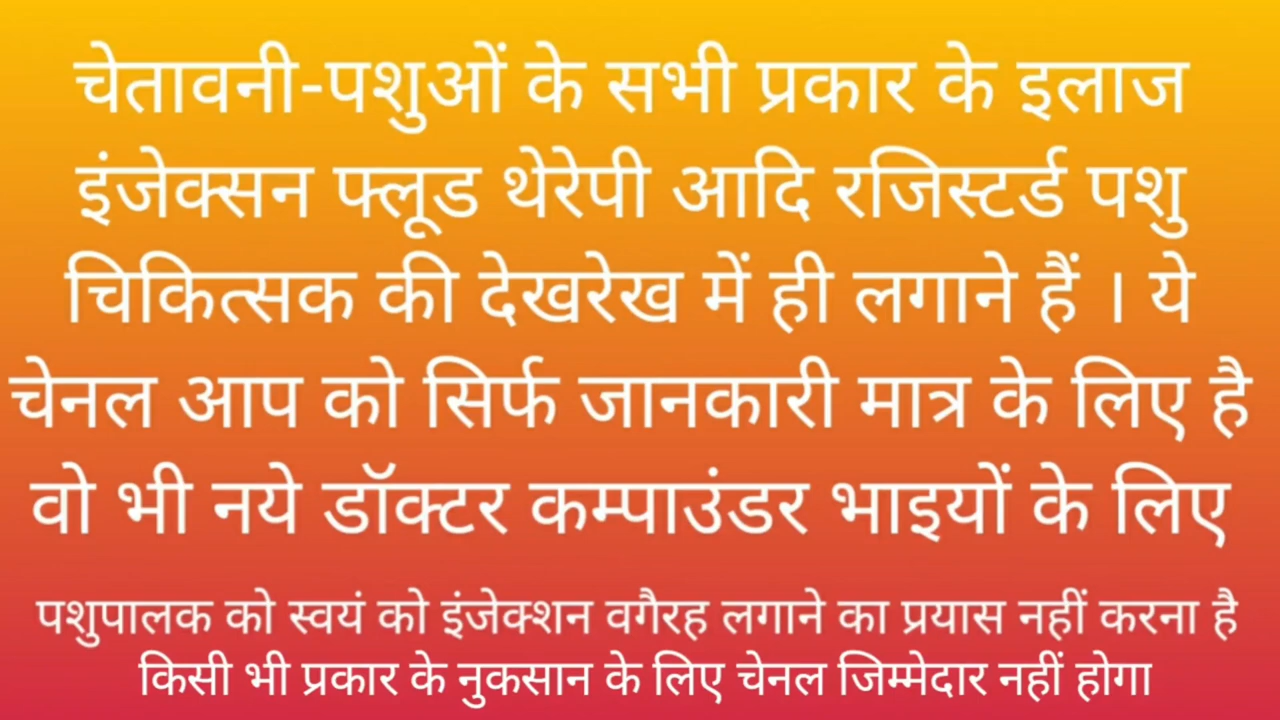 चेतावनी-पशुओं के सभी प्रकार के इलाज
इंजेक्सन फ्लूड थेरेपी आदि रजिस्टर्ड पशु
चिकित्सक की देखरेख में ही लगाने हैं । ये
चेनल आप को सिर्फ जानकारी मात्र के लिए है
वो भी नये डॉक्टर कम्पाउंडर भाइयों के लिए
पशुपालक को स्वयं को इंजेक्शन वगैरह लगाने का प्रयास नहीं करना है
किसी भी प्रकार के नुकसान के लिए चेनल जिम्मेदार नहीं होगा